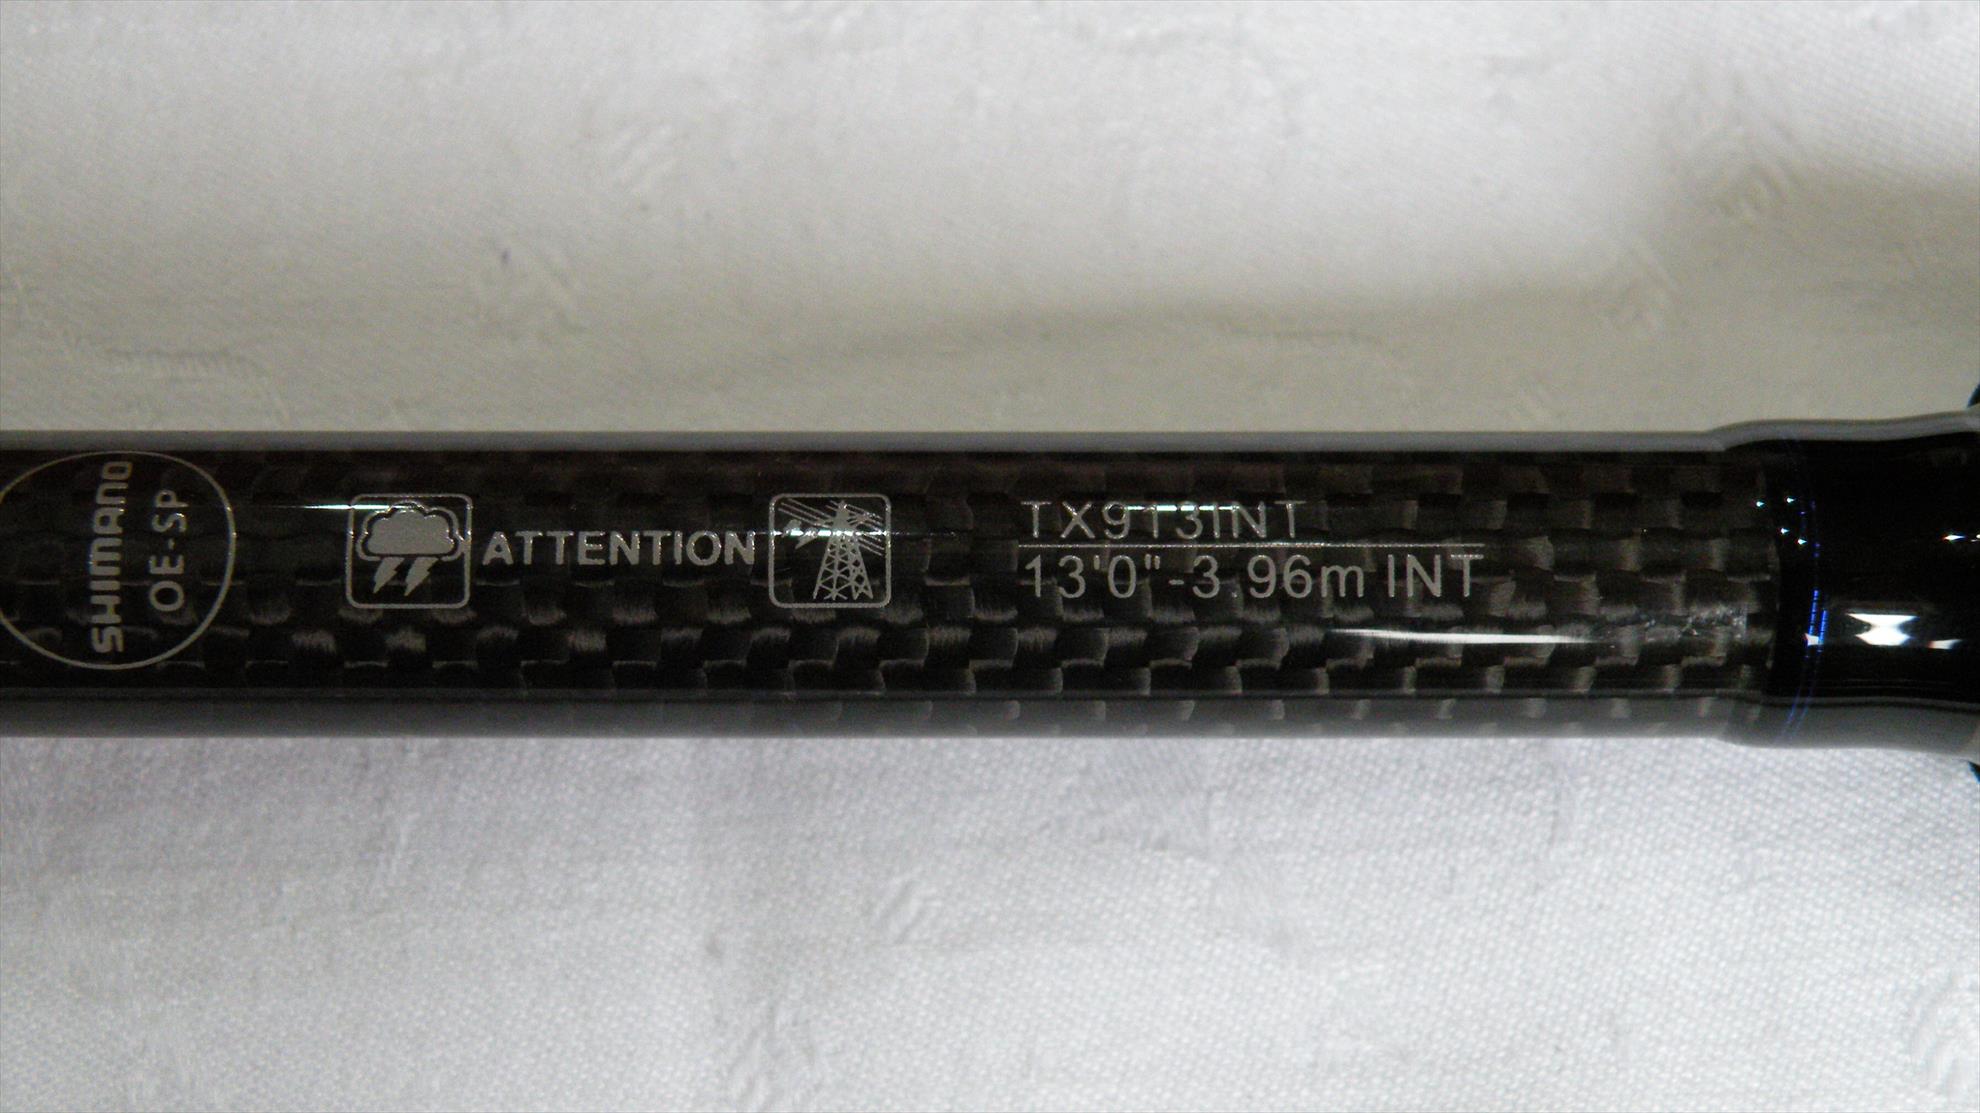 SHIMANO
OE-SP
ATTENTION
TX913INT
13'0"-3.96m INT